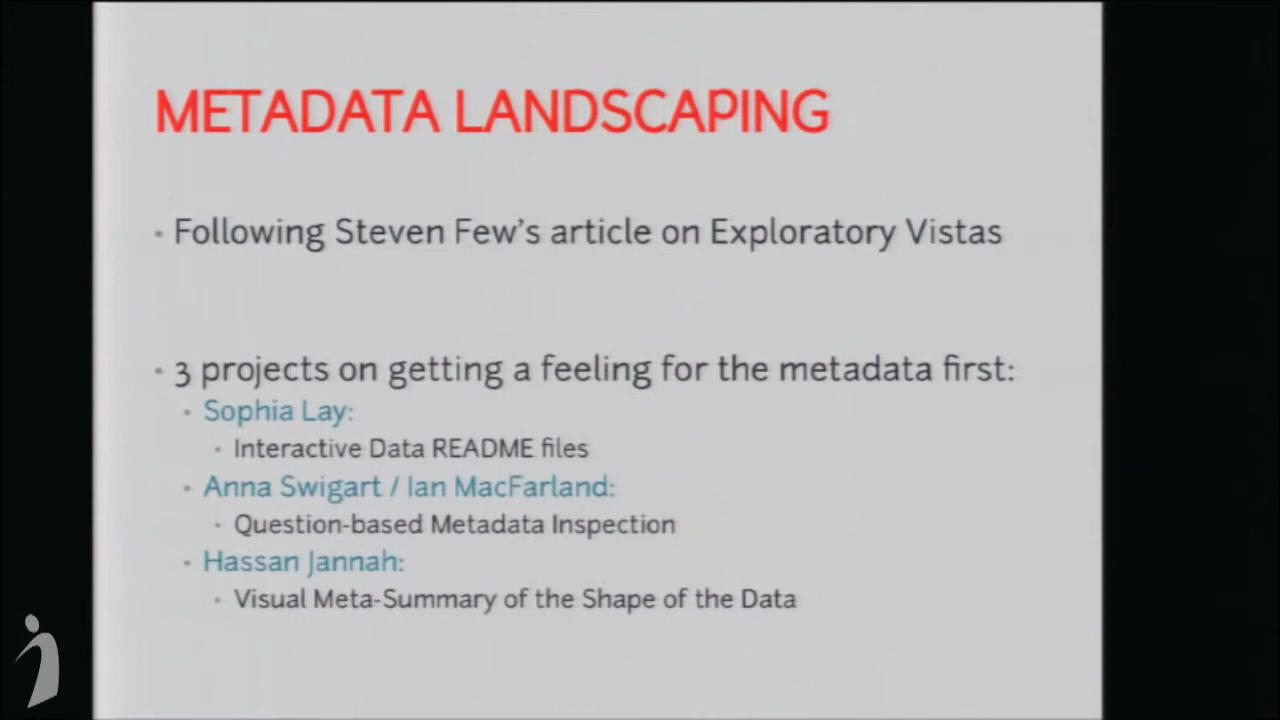 METADATA LANDSCAPING
• Following Steven Few's article on Exploratory Vistas
• 3 projects on getting a feeling for the metadata first:
• Sophia Lay:
• Interactive Data README files
• Anna Swigart / Ian MacFarland:
• Question-based Metadata Inspection
• Hassan Jannah:
• Visual Meta-Summary of the Shape of the Data